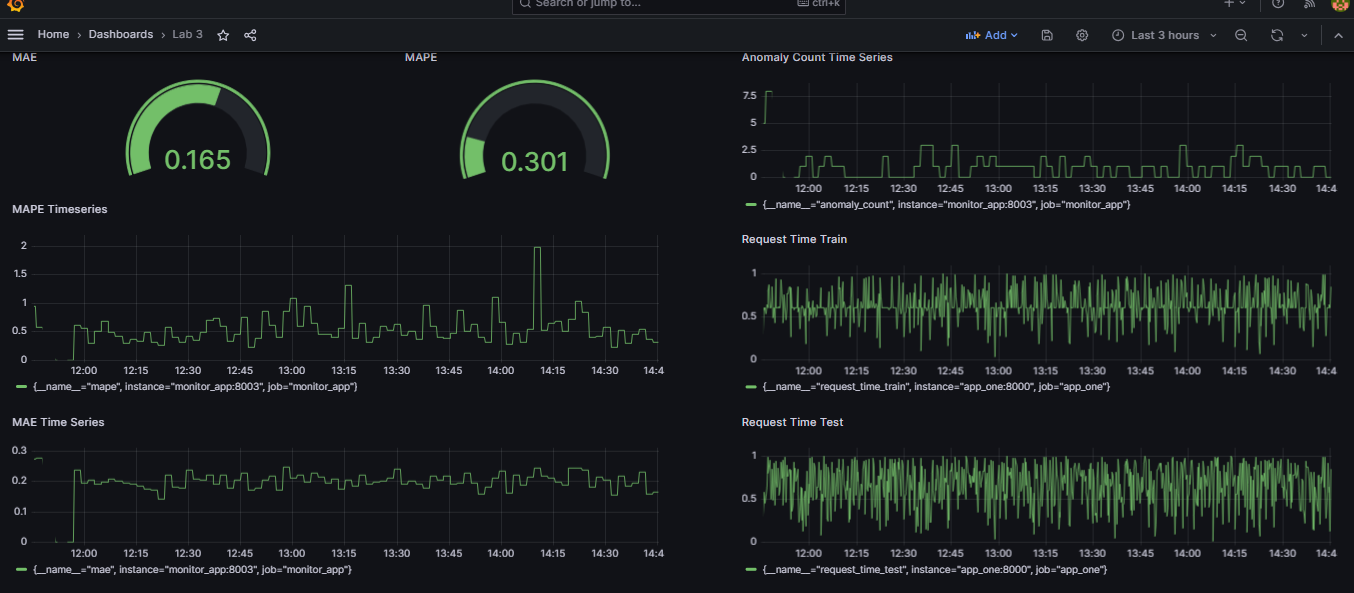 Search or jump to...
ctrl+k
Home › Dashboards › Lab 3
Add
Last 3 hours
MAE
0.165
MAPE
0.301
MAPE Timeseries
2
1.5
1
0.5
0
12:00 12:15 12:30 12:45 13:00 13:15 13:30 13:45 14:00 14:15 14:30 14:4
{__name__="mape", instance="monitor_app:8003", job="monitor_app"}
MAE Time Series
0.3
0.2
0.1
0
12:00 12:15 12:30 12:45 13:00 13:15 13:30 13:45 14:00 14:15 14:30 14:4
{__name__="mae", instance="monitor_app:8003", job="monitor_app"}
Anomaly Count Time Series
7.5
5
2.5
0
12:00 12:15 12:30 12:45 13:00 13:15 13:30 13:45 14:00 14:15 14:30 14:4
{__name__="anomaly_count", instance="monitor_app:8003", job="monitor_app"}
Request Time Train
1
0.5
0
12:00 12:15 12:30 12:45 13:00 13:15 13:30 13:45 14:00 14:15 14:30 14:4
{__name__="request_time_train", instance="app_one:8000", job="app_one"}
Request Time Test
1
0.5
0
12:00 12:15 12:30 12:45 13:00 13:15 13:30 13:45 14:00 14:15 14:30 14:4
{__name__="request_time_test", instance="app_one:8000", job="app_one"}